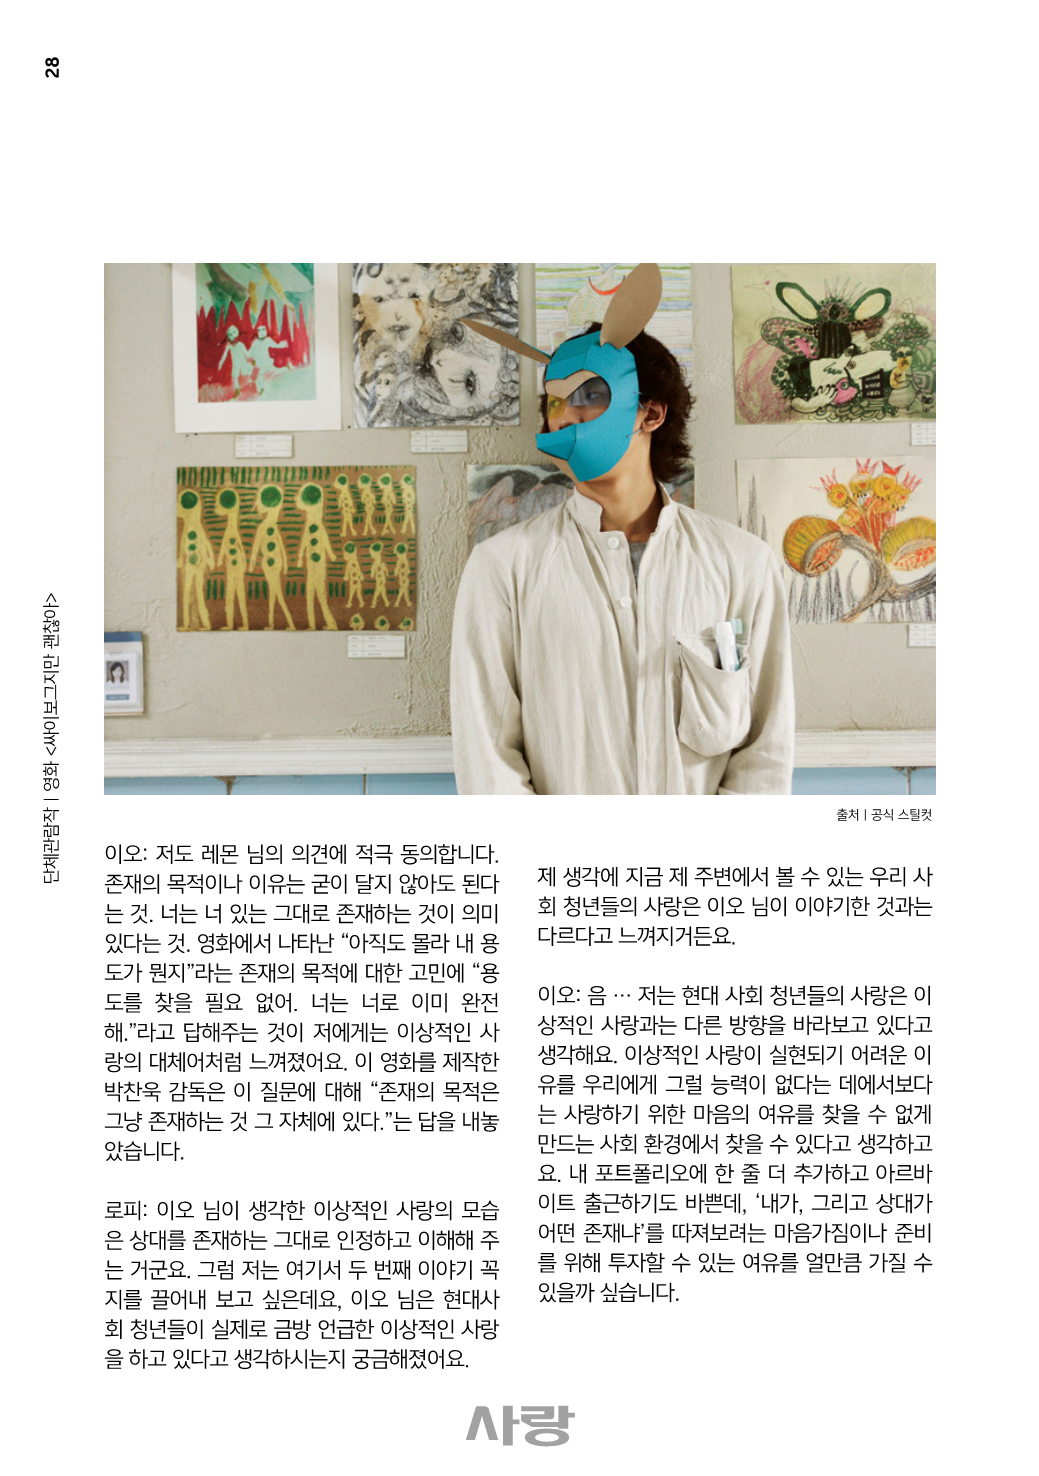 28
단체관람작 | 영화 <싸이보그지만 괜찮아>
출처 | 공식 스틸컷
이오: 저도 레몬 님의 의견에 적극 동의합니다.
존재의 목적이나 이유는 굳이 달지 않아도 된다
는 것. 너는 너 있는 그대로 존재하는 것이 의미
있다는 것. 영화에서 나타난 “아직도 몰라 내 용
도가 뭔지”라는 존재의 목적에 대한 고민에 “용
도를 찾을 필요 없어. 너는 너로 이미 완전
해.”라고 답해주는 것이 저에게는 이상적인 사
랑의 대체어처럼 느껴졌어요. 이 영화를 제작한
박찬욱 감독은 이 질문에 대해 “존재의 목적은
그냥 존재하는 것 그 자체에 있다.”는 답을 내놓
았습니다.
로피: 이오 님이 생각한 이상적인 사랑의 모습
은 상대를 존재하는 그대로 인정하고 이해해 주
는 거군요. 그럼 저는 여기서 두 번째 이야기 꼭
지를 끌어내 보고 싶은데요, 이오 님은 현대사
회 청년들이 실제로 금방 언급한 이상적인 사랑
을 하고 있다고 생각하시는지 궁금해졌어요.
제 생각에 지금 제 주변에서 볼 수 있는 우리 사
회 청년들의 사랑은 이오 님이 이야기한 것과는
다르다고 느껴지거든요.
이오: 음 … 저는 현대 사회 청년들의 사랑은 이
상적인 사랑과는 다른 방향을 바라보고 있다고
생각해요. 이상적인 사랑이 실현되기 어려운 이
유를 우리에게 그럴 능력이 없다는 데에서보다
는 사랑하기 위한 마음의 여유를 찾을 수 없게
만드는 사회 환경에서 찾을 수 있다고 생각하고
요. 내 포트폴리오에 한 줄 더 추가하고 아르바
이트 출근하기도 바쁜데, ‘내가, 그리고 상대가
어떤 존재냐’를 따져보려는 마음가짐이나 준비
를 위해 투자할 수 있는 여유를 얼만큼 가질 수
있을까 싶습니다.
사랑